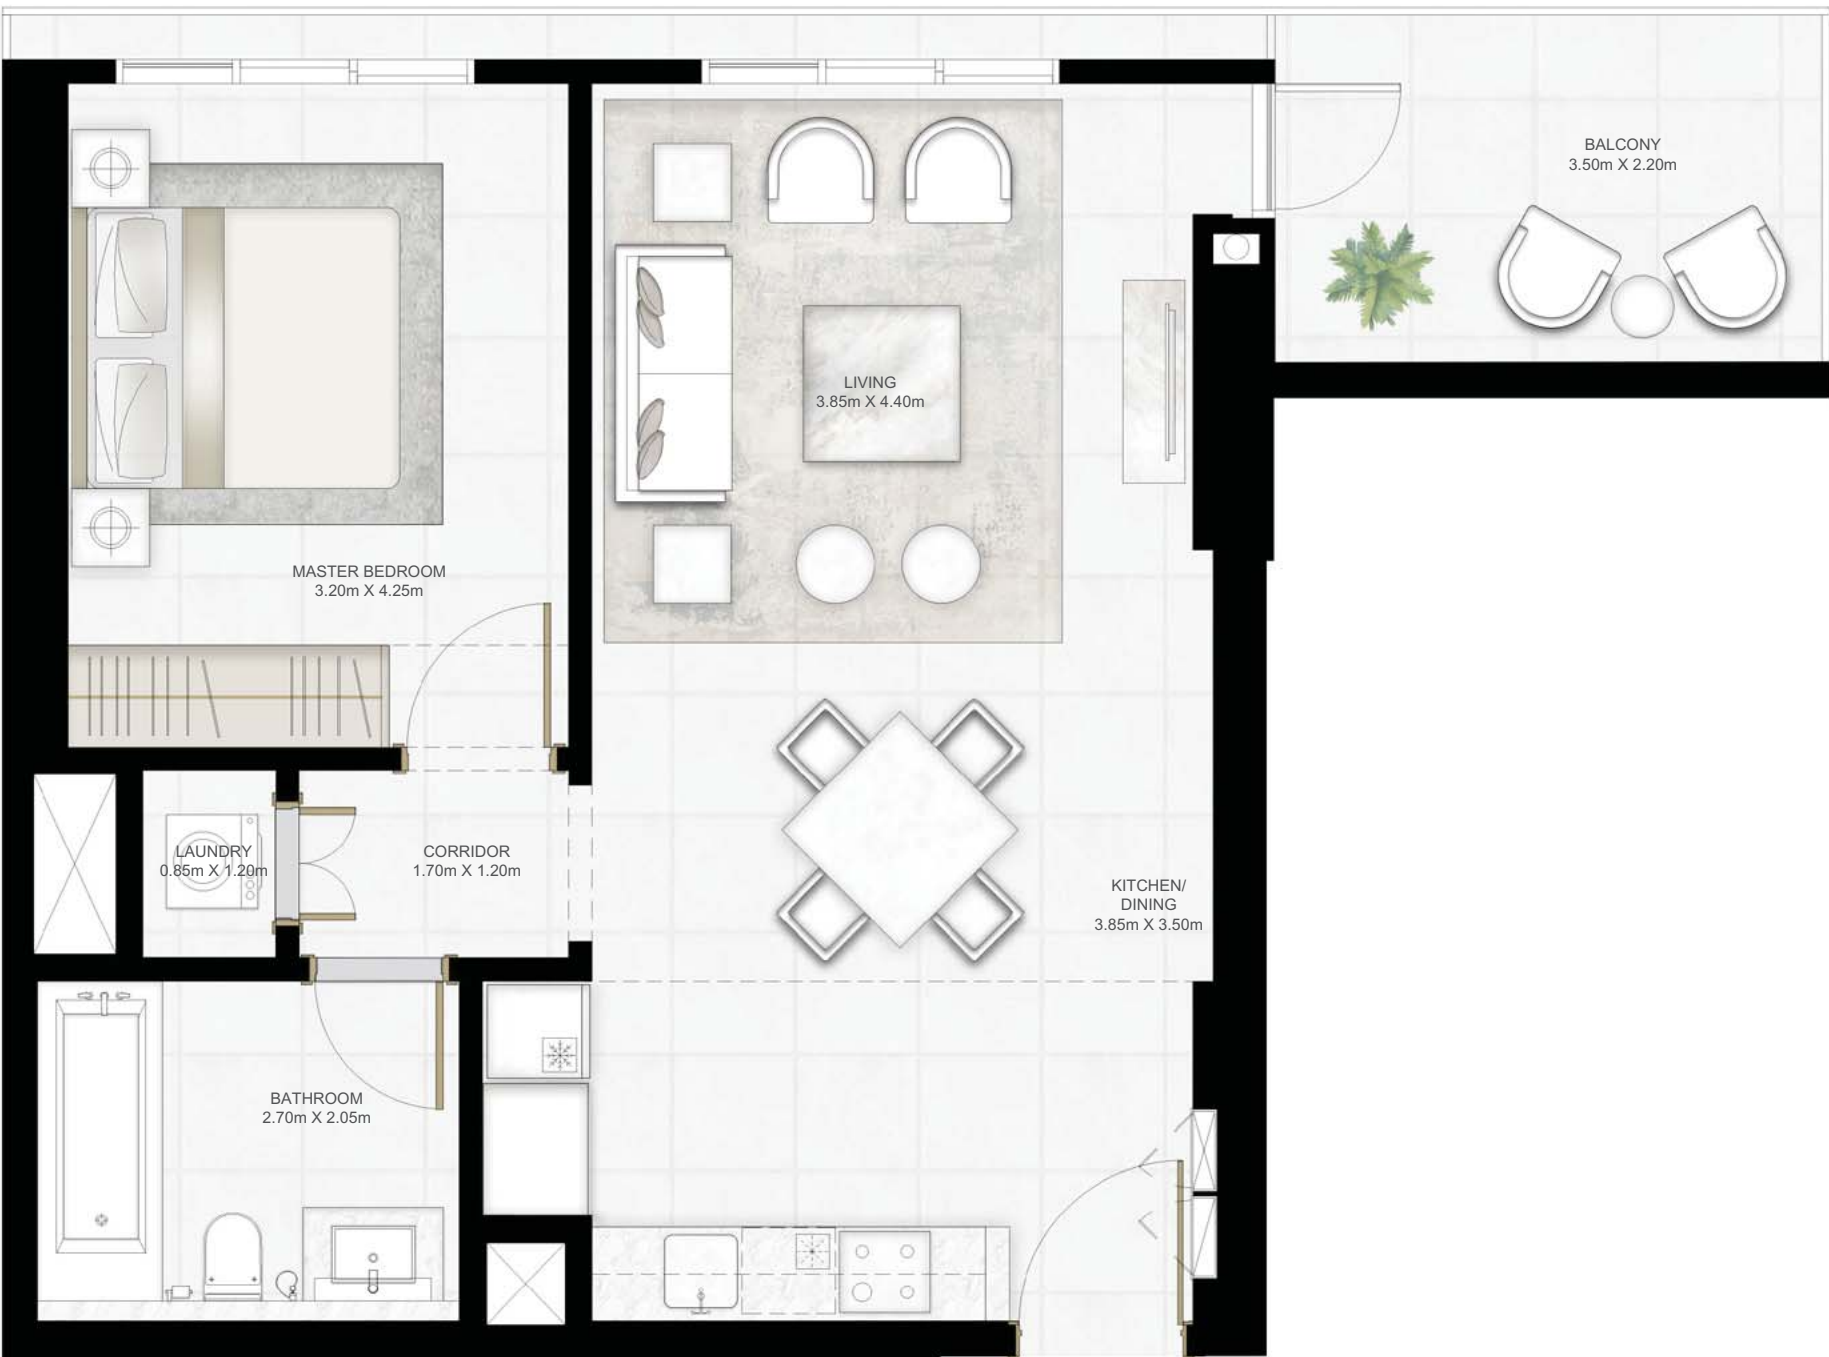 BALCONY
3.50m X 2.20m
LIVING
3.85m X 4.40m
MASTER BEDROOM
3.20m X 4.25m
LAUNDRY
0.85m X 1.20m
CORRIDOR
1.70m X 1.20m
KITCHEN/
DINING
3.85m X 3.50m
BATHROOM
2.70m X 2.05m